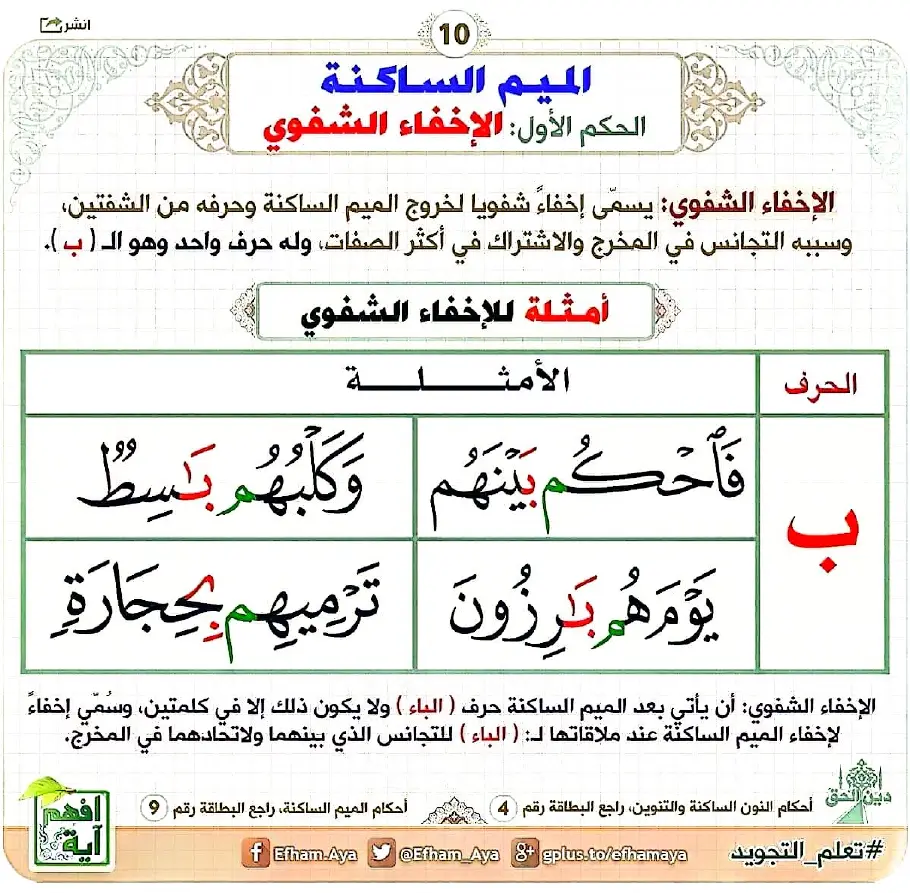 انشر
10
الميم الساكنة
الحكم الأول: الإخفاء الشفوي
الإخفاء الشفوي: يسمّى إخفاءً شفويا لخروج الميم الساكنة وحرفه من الشفتين،
وسببه التجانس في المخرج والاشتراك في أكثر الصفات، وله حرف واحد وهو الـ ( ب ).
أمثلة للإخفاء الشفوي
الحرف
الأمثـــلـــة
ب
فَٱحْكُم بَيْنَهُم
وَكَلْبُهُم بَٰسِطٌ
يَوْمَ هُم بَٰرِزُونَ
تَرْمِيهِم بِحِجَارَةٍ
الإخفاء الشفوي: أن يأتي بعد الميم الساكنة حرف ( الباء ) ولا يكون ذلك إلا في كلمتين، وسُمّي إخفاءً
لإخفاء الميم الساكنة عند ملاقاتها لـ: ( الباء ) للتجانس الذي بينهما ولاتحادهما في المخرج.
دين الحق
أحكام النون الساكنة والتنوين، راجع البطاقة رقم 4
أحكام الميم الساكنة، راجع البطاقة رقم 9
افهم
آية
#تعلم_التجويد
gplus.to/efhamaya
@Efham_Aya
Efham.Aya